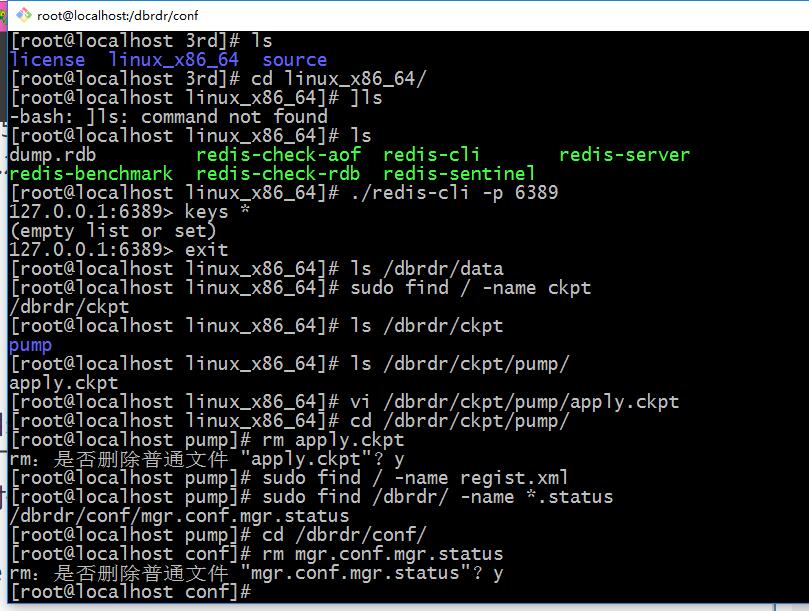 root@localhost:/dbrdr/conf
[root@localhost 3rd]# ls
license  linux_x86_64  source
[root@localhost 3rd]# cd linux_x86_64/
[root@localhost linux_x86_64]# ]ls
-bash: ]ls: command not found
[root@localhost linux_x86_64]# ls
dump.rdb         redis-check-aof  redis-cli       redis-server
redis-benchmark  redis-check-rdb  redis-sentinel
[root@localhost linux_x86_64]# ./redis-cli -p 6389
127.0.0.1:6389> keys *
(empty list or set)
127.0.0.1:6389> exit
[root@localhost linux_x86_64]# ls /dbrdr/data
[root@localhost linux_x86_64]# sudo find / -name ckpt
/dbrdr/ckpt
[root@localhost linux_x86_64]# ls /dbrdr/ckpt
pump
[root@localhost linux_x86_64]# ls /dbrdr/ckpt/pump/
apply.ckpt
[root@localhost linux_x86_64]# vi /dbrdr/ckpt/pump/apply.ckpt
[root@localhost linux_x86_64]# cd /dbrdr/ckpt/pump/
[root@localhost pump]# rm apply.ckpt
rm：是否删除普通文件 "apply.ckpt"？y
[root@localhost pump]# sudo find / -name regist.xml
[root@localhost pump]# sudo find /dbrdr/ -name *.status
/dbrdr/conf/mgr.conf.mgr.status
[root@localhost pump]# cd /dbrdr/conf/
[root@localhost conf]# rm mgr.conf.mgr.status
rm：是否删除普通文件 "mgr.conf.mgr.status"？y
[root@localhost conf]#